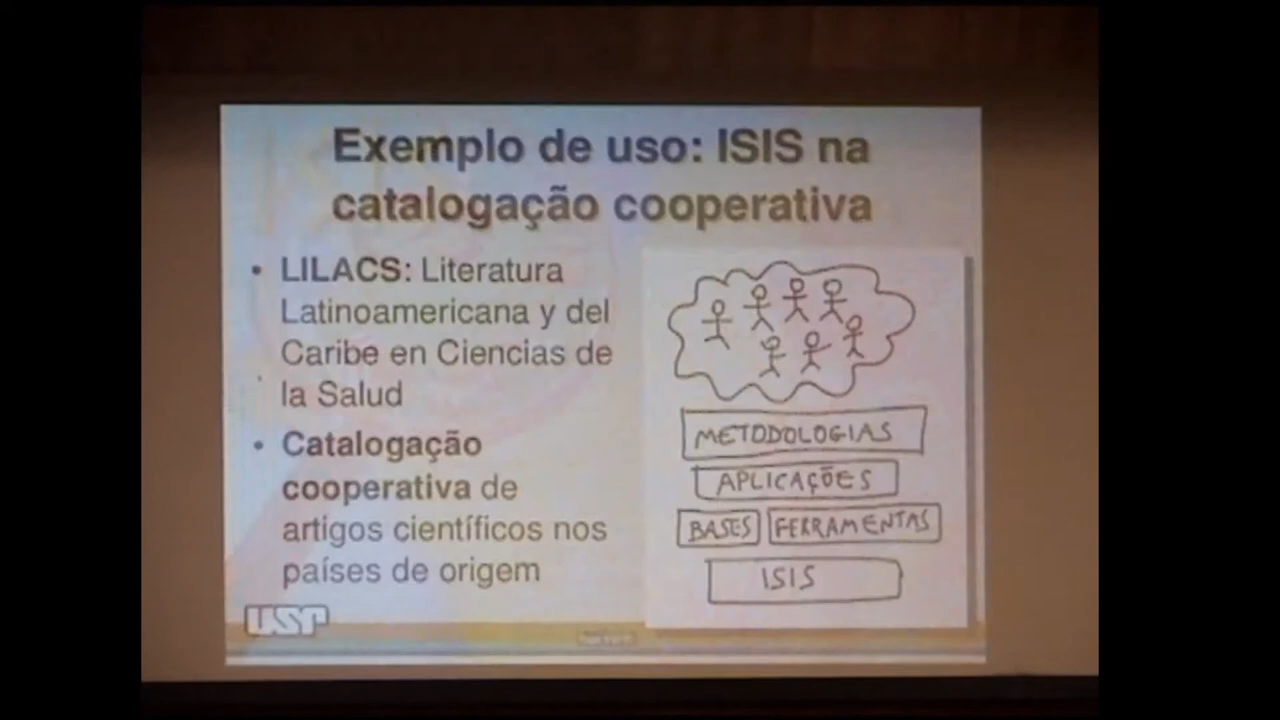 Exemplo de uso: ISIS na
catalogação cooperativa
• LILACS: Literatura
Latinoamericana y del
Caribe en Ciencias de
la Salud
• Catalogação
cooperativa de
artigos científicos nos
países de origem
METODOLOGIAS
APLICAÇÕES
BASES FERRAMENTAS
ISIS
USP